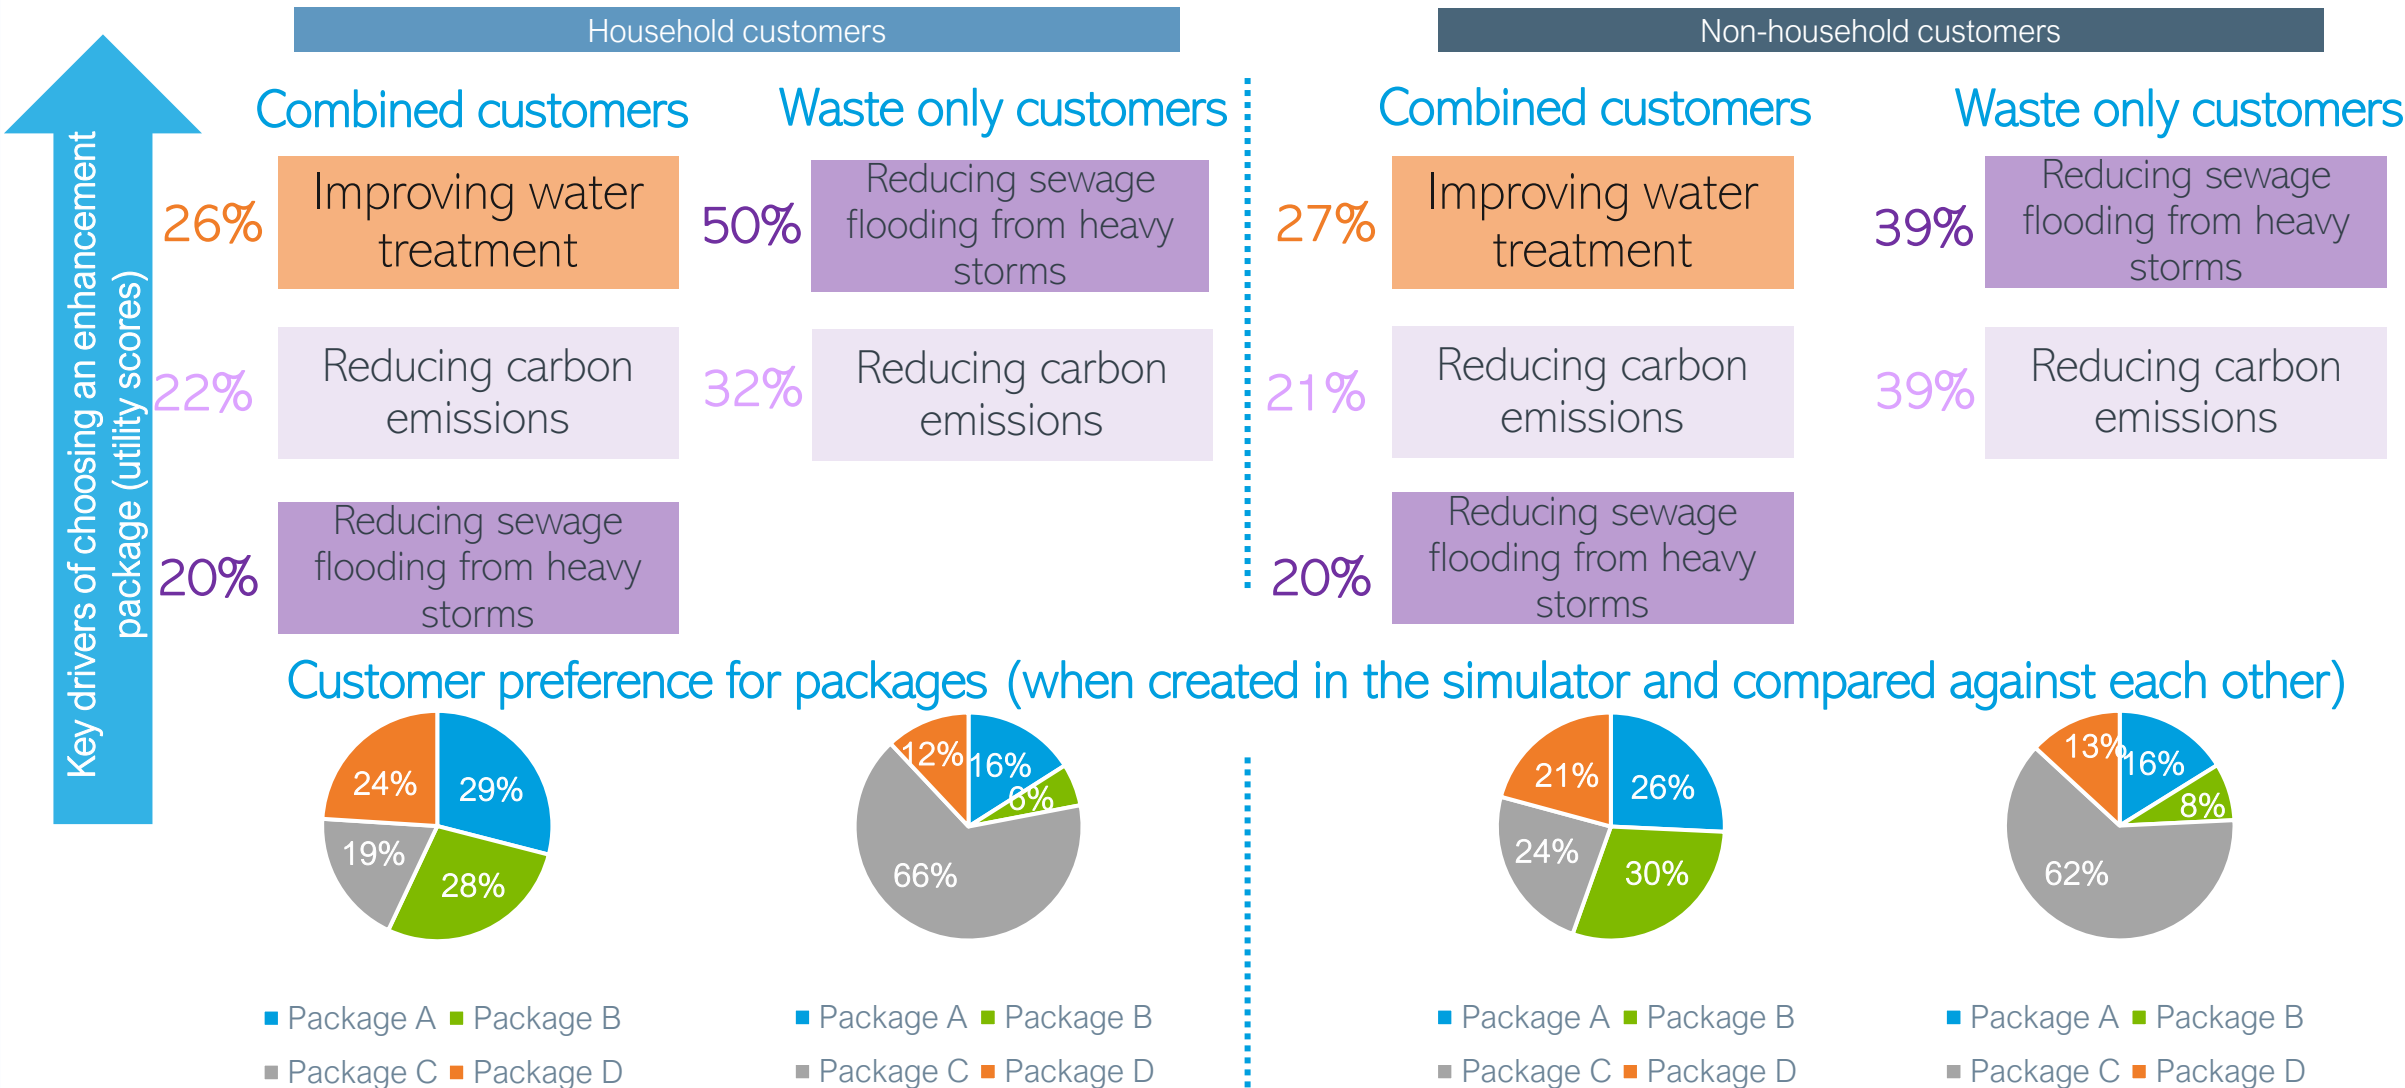 Household customers
Non-household customers
Key drivers of choosing an enhancement
package (utility scores)
Combined customers
Waste only customers
Combined customers
Waste only customers
26%
Improving water
treatment
50%
Reducing sewage
flooding from heavy
storms
27%
Improving water
treatment
39%
Reducing sewage
flooding from heavy
storms
22%
Reducing carbon
emissions
32%
Reducing carbon
emissions
21%
Reducing carbon
emissions
39%
Reducing carbon
emissions
20%
Reducing sewage
flooding from heavy
storms
20%
Reducing sewage
flooding from heavy
storms
Customer preference for packages (when created in the simulator and compared against each other)
24%
29%
19%
28%
12%
16%
6%
66%
21%
26%
24%
30%
13%
16%
8%
62%
Package A Package B
Package C Package D
Package A Package B
Package C Package D
Package A Package B
Package C Package D
Package A Package B
Package C Package D